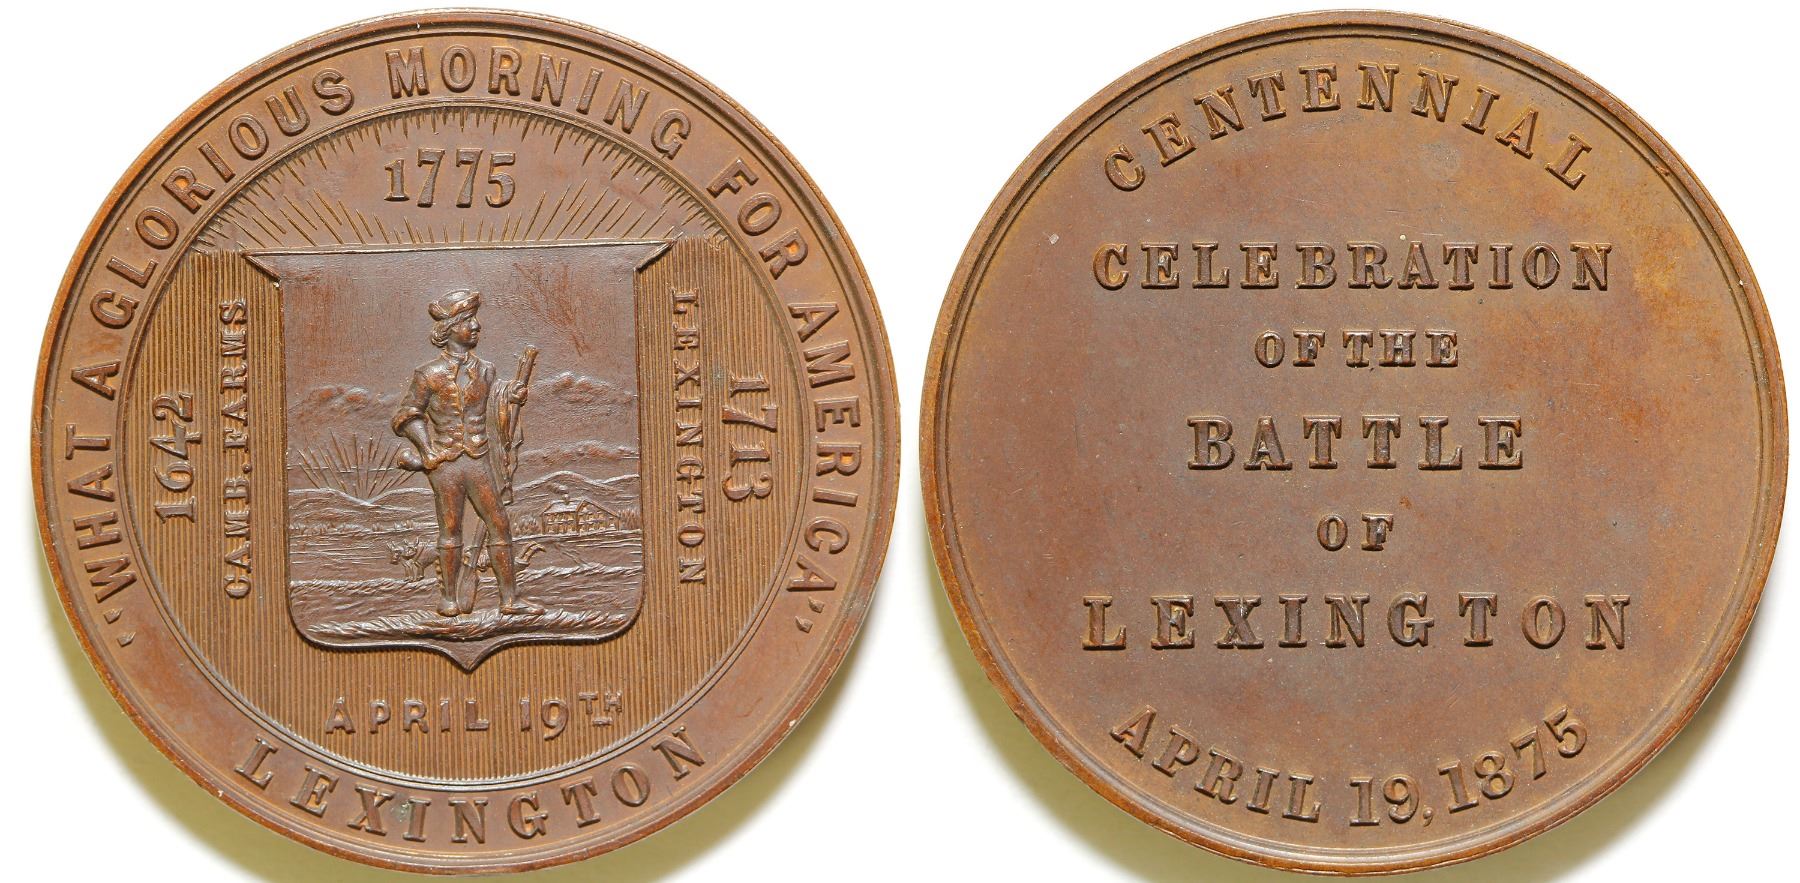 "WHAT A GLORIOUS MORNING FOR AMERICA"
1775
1642
CAMB. FARMS
LEXINGTON
1713
APRIL 19TH
LEXINGTON
CENTENNIAL
CELEBRATION
OF THE
BATTLE
OF
LEXINGTON
APRIL 19, 1875